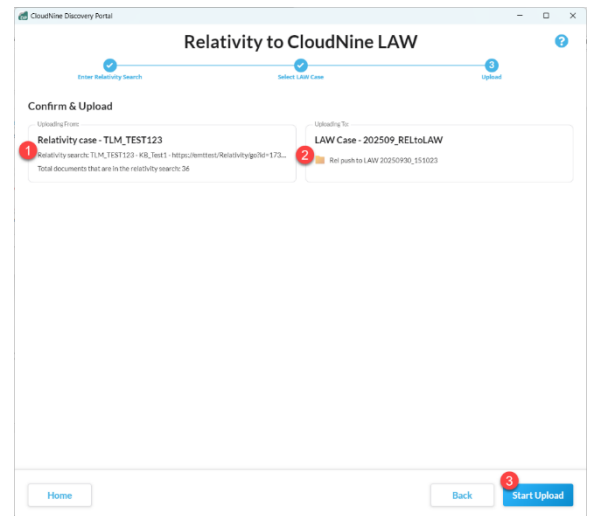 CloudNine Discovery Portal
Relativity to CloudNine LAW
?
3
Enter Relativity Search
Select LAW Case
Upload
Confirm & Upload
Uploading From:
Relativity case - TLM_TEST123
1
Relativity search: TLM_TEST123 - KB_Test1 - https://emttest/Relativity/go?id=173...
Total documents that are in the relativity search: 36
Uploading To:
LAW Case - 202509_RELtoLAW
2
Rel push to LAW 20250930_151023
3
Home
Back
Start Upload